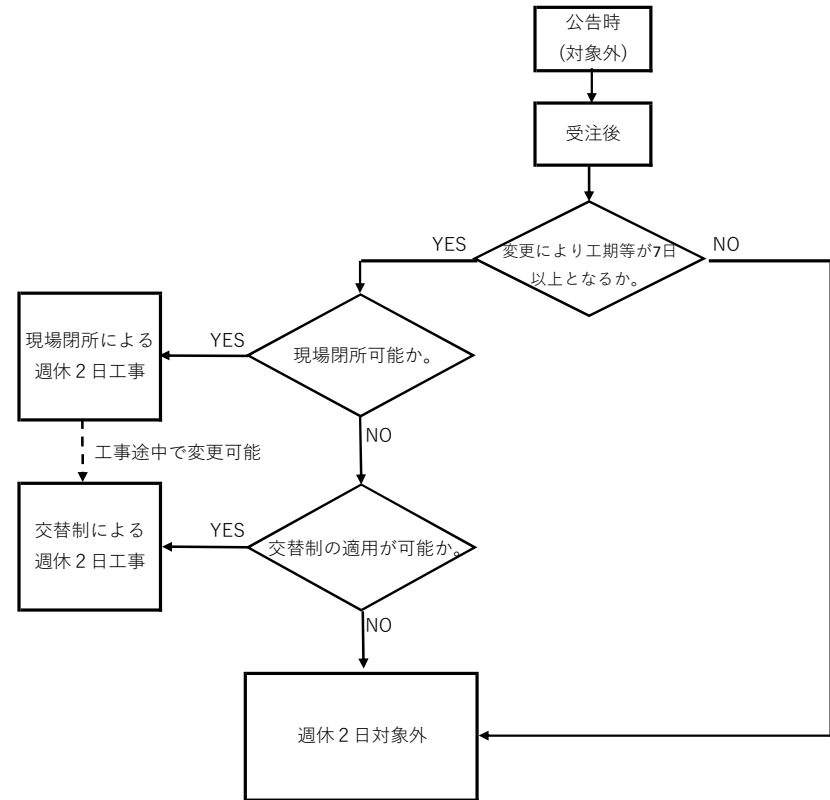 公告時
(対象外)
受注後
YES
変更により工期等が7日
以上となるか。
NO
現場閉所による
週休２日工事
YES
現場閉所可能か。
工事途中で変更可能
NO
交替制による
週休２日工事
YES
交替制の適用が可能か。
NO
週休２日対象外